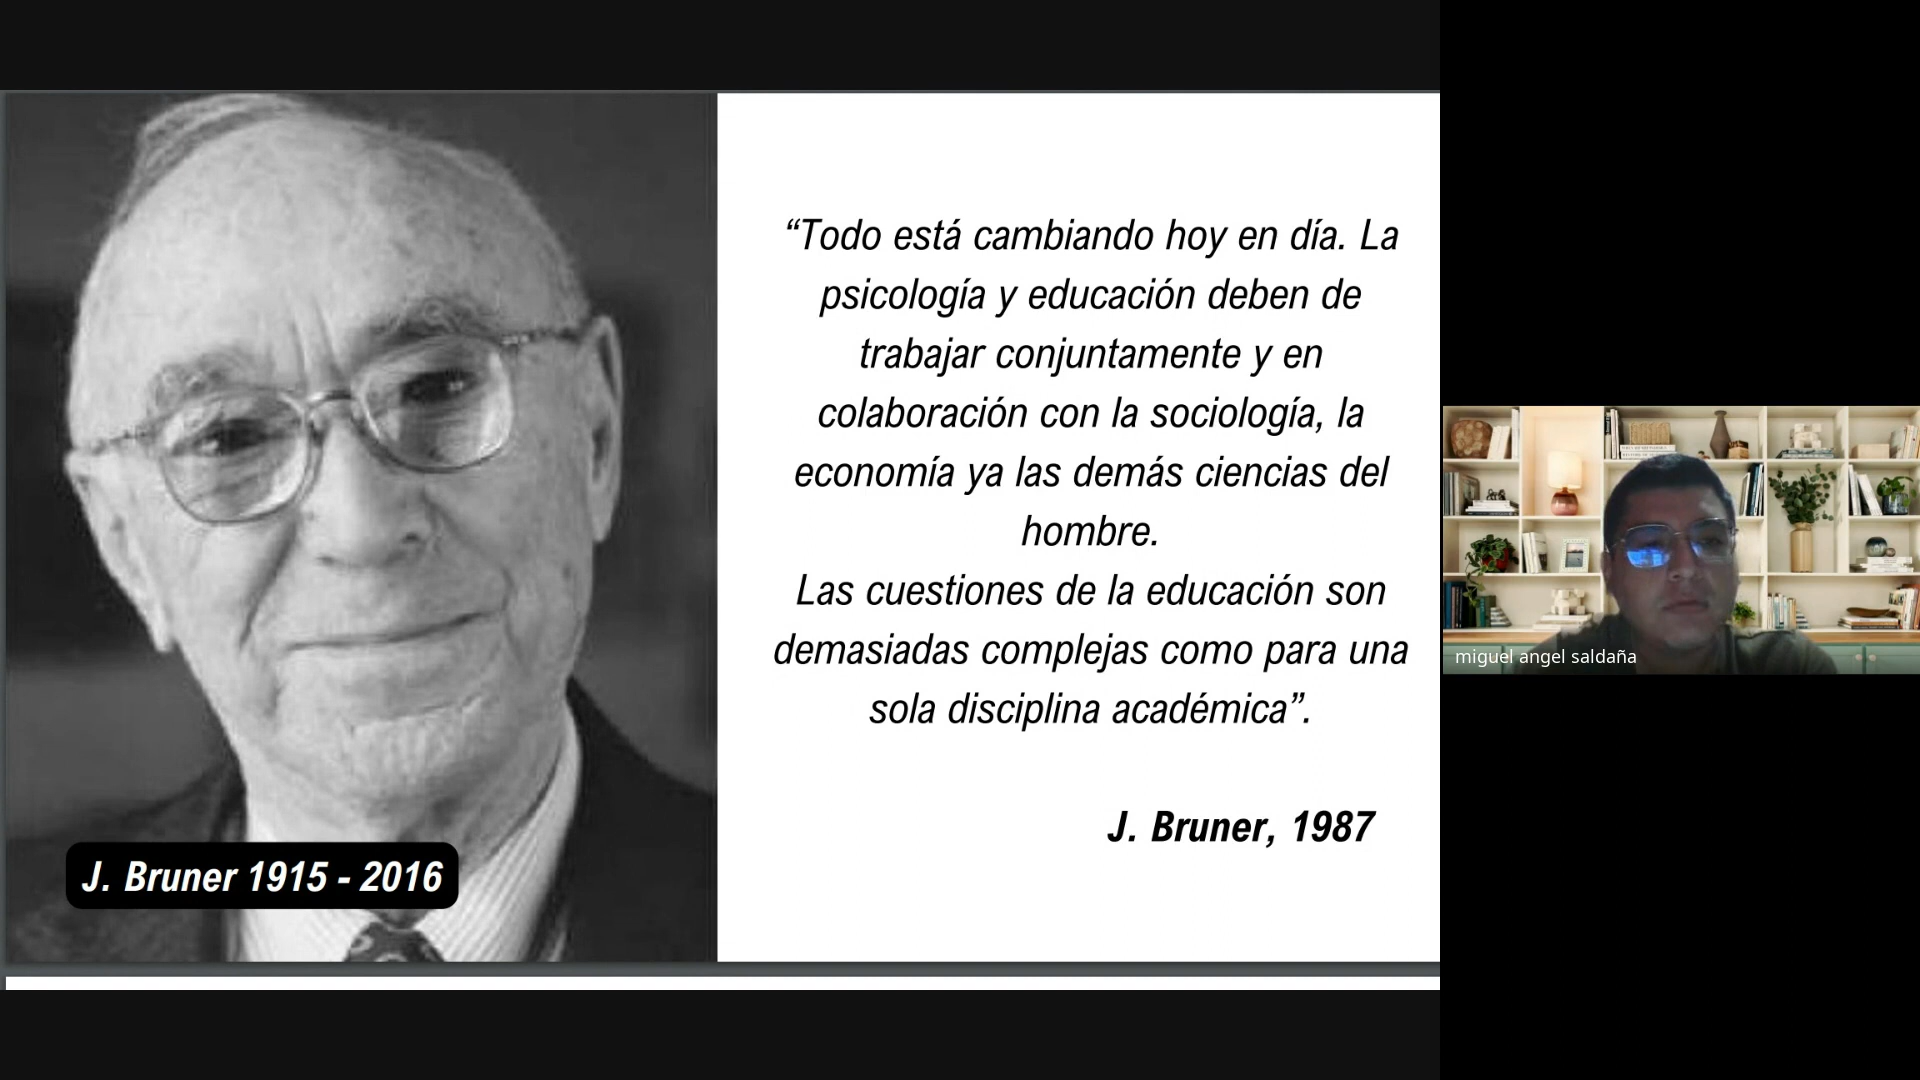 “Todo está cambiando hoy en día. La
psicología y educación deben de
trabajar conjuntamente y en
colaboración con la sociología, la
economía ya las demás ciencias del
hombre.
Las cuestiones de la educación son
demasiadas complejas como para una
sola disciplina académica”.
J. Bruner, 1987
J. Bruner 1915 - 2016
miguel angel saldaña